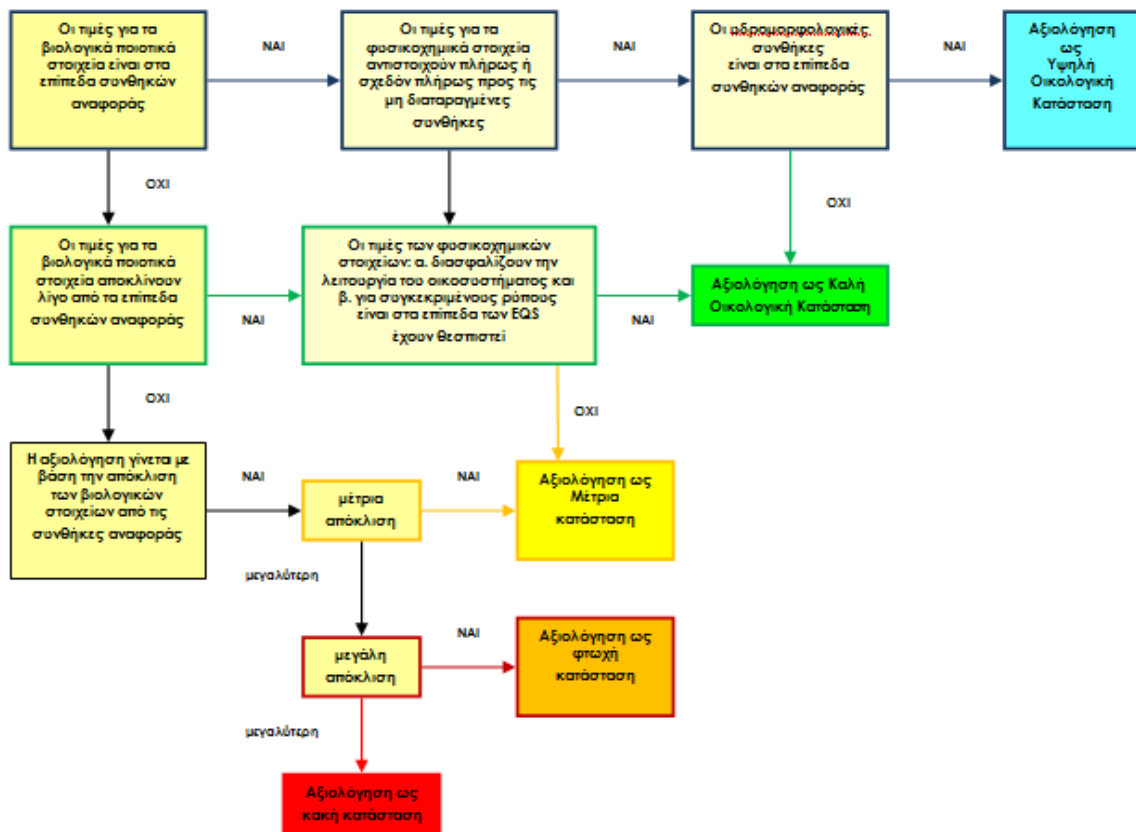 Οι τιμές για τα
βιολογικά ποιοτικά
στοιχεία είναι στα
επίπεδα συνθηκών
αναφοράς
ΝΑΙ
Οι τιμές για τα
φυσικοχημικά στοιχεία
αντιστοιχούν πλήρως ή
σχεδόν πλήρως προς τις
μη διαταραγμένες
συνθήκες
ΝΑΙ
Οι υδρομορφολογικές
συνθήκες
είναι στα επίπεδα
συνθηκών αναφοράς
ΝΑΙ
Αξιολόγηση
ως
Υψηλή
Οικολογική
Κατάσταση
ΟΧΙ
ΟΧΙ
Οι τιμές για τα
βιολογικά ποιοτικά
στοιχεία αποκλίνουν
λίγο από τα επίπεδα
συνθηκών αναφοράς
ΝΑΙ
Οι τιμές των φυσικοχημικών
στοιχείων: α. διασφαλίζουν την
λειτουργία του οικοσυστήματος και
β. για συγκεκριμένους ρύπους
είναι στα επίπεδα των EQS
έχουν θεσπιστεί
ΝΑΙ
Αξιολόγηση ως Καλή
Οικολογική Κατάσταση
ΟΧΙ
ΟΧΙ
Η αξιολόγηση γίνεται με
βάση την απόκλιση
των βιολογικών
στοιχείων από τις
συνθήκες αναφοράς
ΝΑΙ
μέτρια
απόκλιση
ΝΑΙ
Αξιολόγηση ως
Μέτρια
κατάσταση
μεγαλότερη
μεγάλη
απόκλιση
ΝΑΙ
Αξιολόγηση ως
φτωχή
κατάσταση
μεγαλότερη
Αξιολόγηση ως
κακή κατάσταση